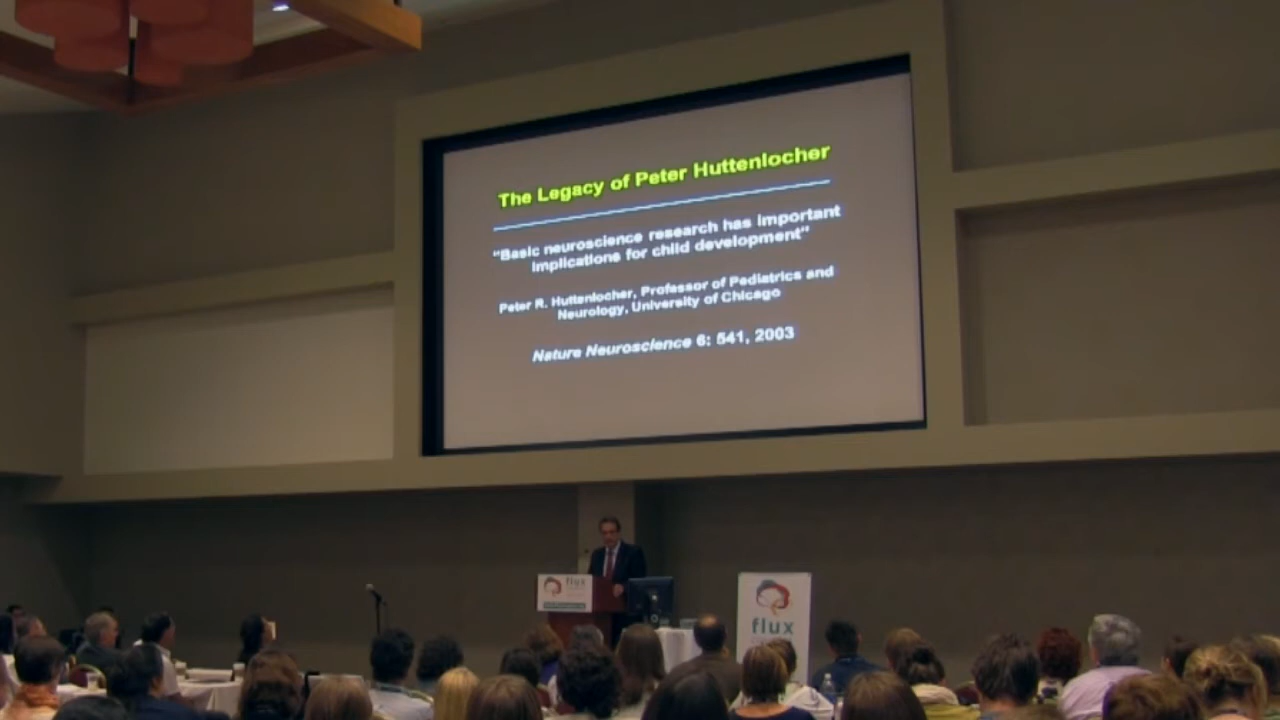 The Legacy of Peter Huttenlocher
"Basic neuroscience research has important
implications for child development"
Peter R. Huttenlocher, Professor of Pediatrics and
Neurology, University of Chicago
Nature Neuroscience 6: 541, 2003
flux
flux